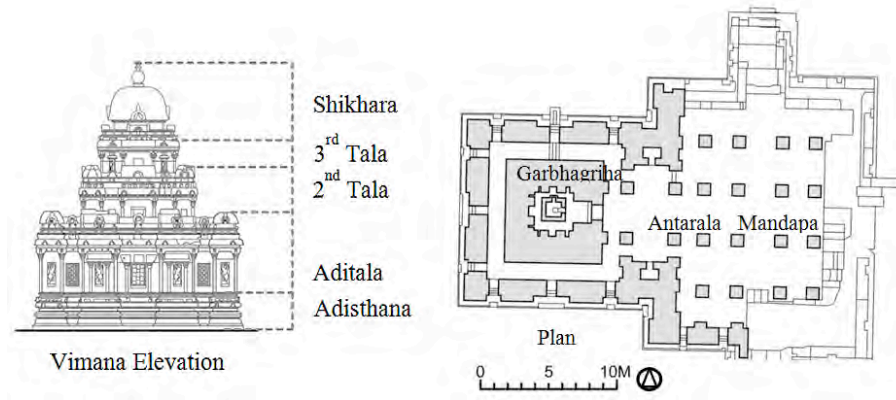 Shikhara
3rd Tala
2nd Tala
Aditala
Adisthana
Vimana Elevation
Garbhagriha
Antarala
Mandapa
Plan
0 5 10M